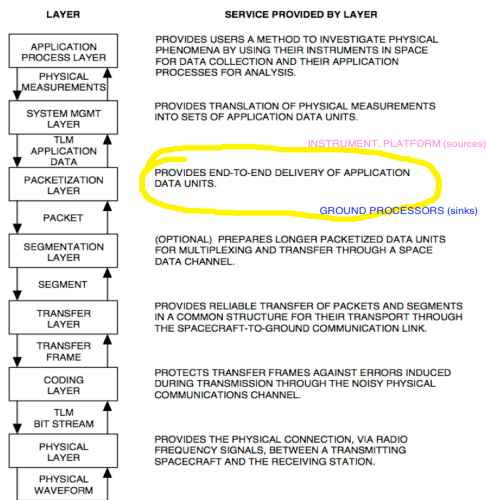 LAYER
SERVICE PROVIDED BY LAYER
APPLICATION
PROCESS LAYER
PROVIDES USERS A METHOD TO INVESTIGATE PHYSICAL
PHENOMENA BY USING THEIR INSTRUMENTS IN SPACE
FOR DATA COLLECTION AND THEIR APPLICATION
PROCESSES FOR ANALYSIS.
PHYSICAL
MEASUREMENTS
SYSTEM MGMT
LAYER
PROVIDES TRANSLATION OF PHYSICAL MEASUREMENTS
INTO SETS OF APPLICATION DATA UNITS.
TLM
APPLICATION
DATA
INSTRUMENT, PLATFORM (sources)
PACKETIZATION
LAYER
PROVIDES END-TO-END DELIVERY OF APPLICATION
DATA UNITS.
GROUND PROCESSORS (sinks)
PACKET
SEGMENTATION
LAYER
(OPTIONAL) PREPARES LONGER PACKETIZED DATA UNITS
FOR MULTIPLEXING AND TRANSFER THROUGH A SPACE
DATA CHANNEL.
SEGMENT
TRANSFER
LAYER
PROVIDES RELIABLE TRANSFER OF PACKETS AND SEGMENTS
IN A COMMON STRUCTURE FOR THEIR TRANSPORT THROUGH
THE SPACECRAFT-TO-GROUND COMMUNICATION LINK.
TRANSFER
FRAME
CODING
LAYER
PROTECTS TRANSFER FRAMES AGAINST ERRORS INDUCED
DURING TRANSMISSION THROUGH THE NOISY PHYSICAL
COMMUNICATIONS CHANNEL.
TLM
BIT STREAM
PHYSICAL
LAYER
PROVIDES THE PHYSICAL CONNECTION, VIA RADIO
FREQUENCY SIGNALS, BETWEEN A TRANSMITTING
SPACECRAFT AND THE RECEIVING STATION.
PHYSICAL
WAVEFORM